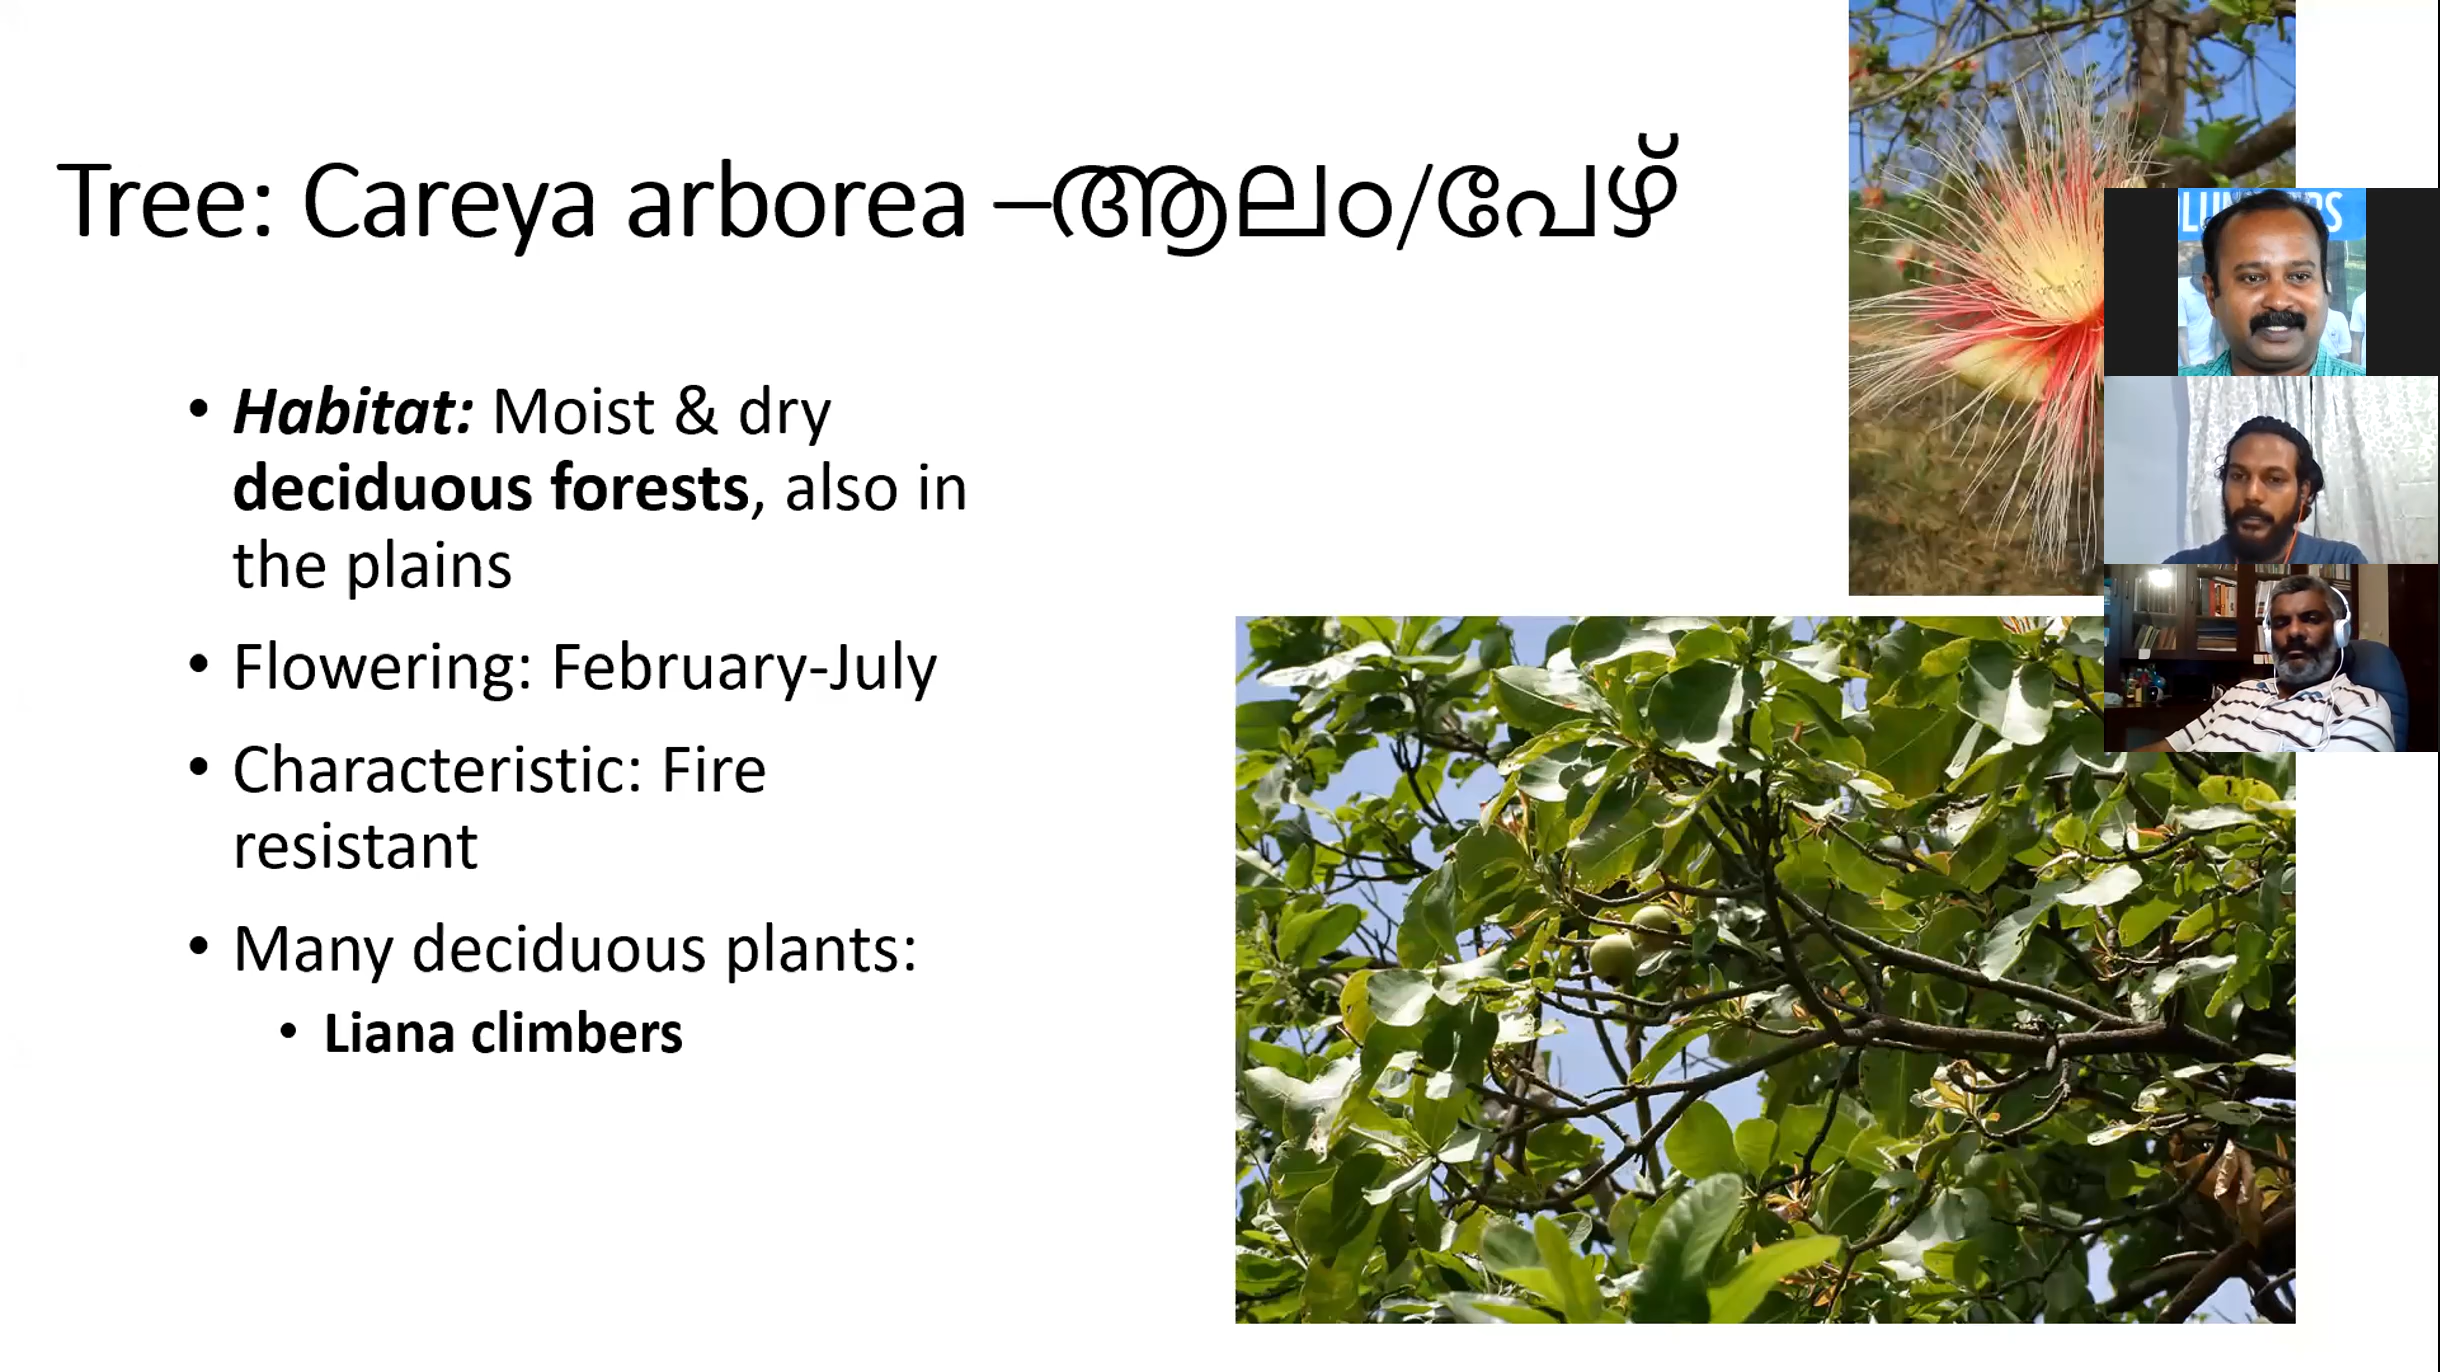 Tree: Careya arborea –ആലം/പേഴ്
• Habitat: Moist & dry
deciduous forests, also in
the plains
• Flowering: February-July
• Characteristic: Fire
resistant
• Many deciduous plants:
• Liana climbers